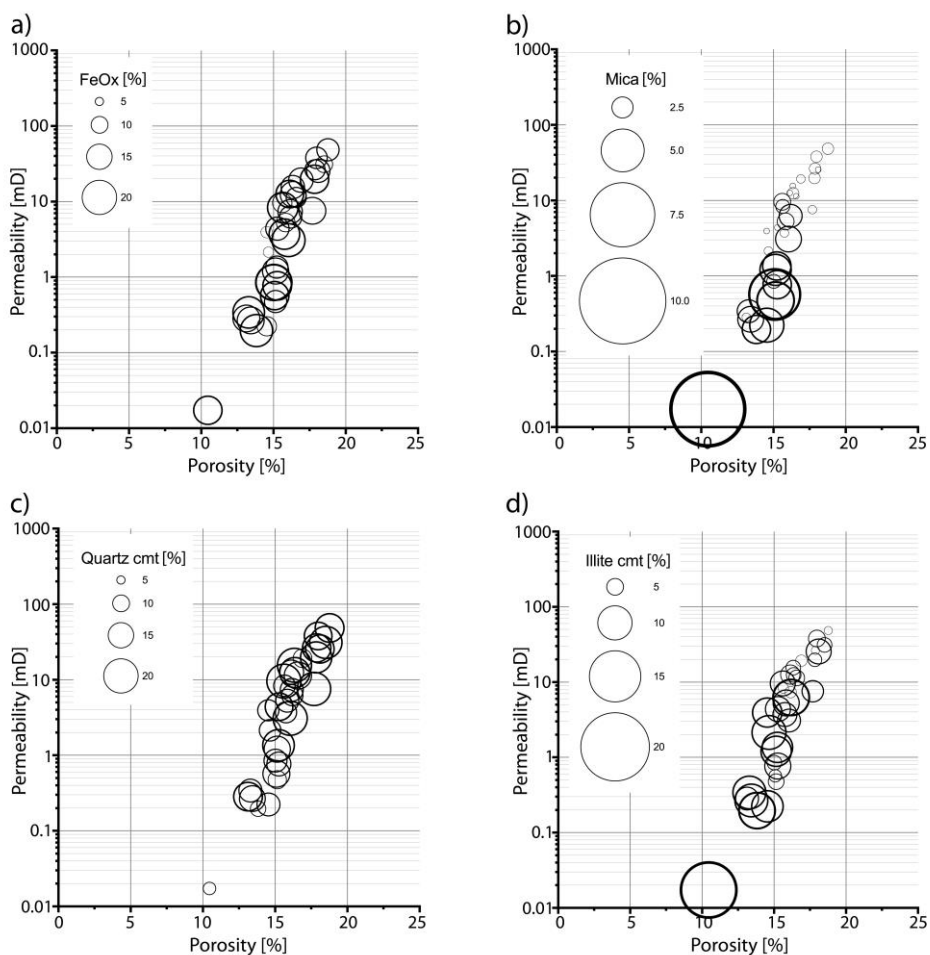 a)
1000
100
10
1
0.1
0.01
Permeability [mD]
FeOx [%]
5
10
15
20
0 5 10 15 20 25
Porosity [%]
b)
1000
100
10
1
0.1
0.01
Permeability [mD]
Mica [%]
2.5
5.0
7.5
10.0
0 5 10 15 20 25
Porosity [%]
c)
1000
100
10
1
0.1
0.01
Permeability [mD]
Quartz cmt [%]
5
10
15
20
0 5 10 15 20 25
Porosity [%]
d)
1000
100
10
1
0.1
0.01
Permeability [mD]
Illite cmt [%]
5
10
15
20
0 5 10 15 20 25
Porosity [%]